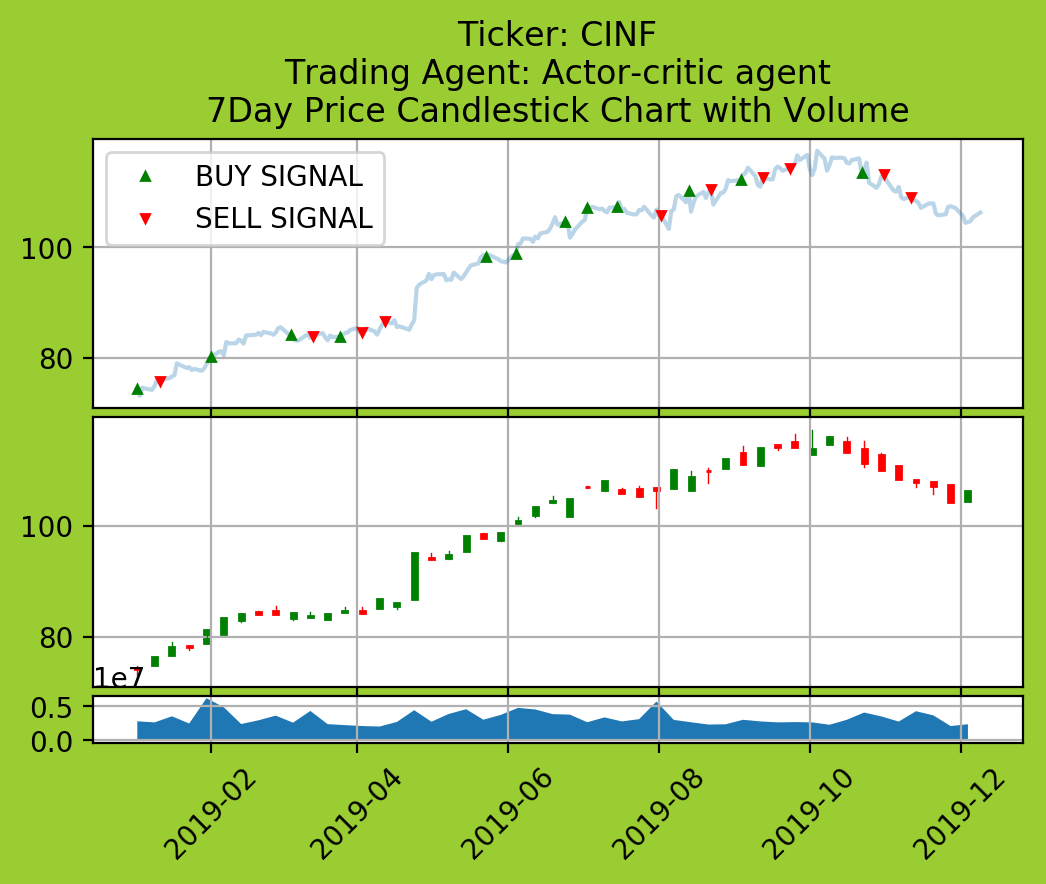 Ticker: CINF
Trading Agent: Actor-critic agent
7Day Price Candlestick Chart with Volume
BUY SIGNAL
SELL SIGNAL
100
80
100
80
1e7
0.5
0.0
2019-02
2019-04
2019-06
2019-08
2019-10
2019-12